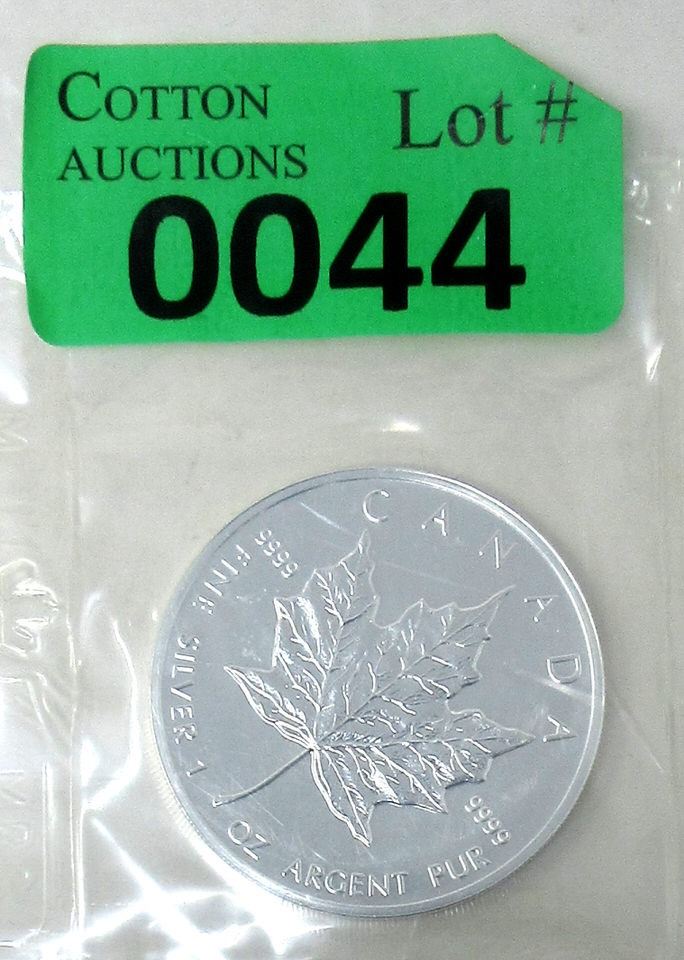 COTTON
AUCTIONS
Lot #
0044
CANADA
9999
FINE SILVER 1 OZ ARGENT PUR
9999